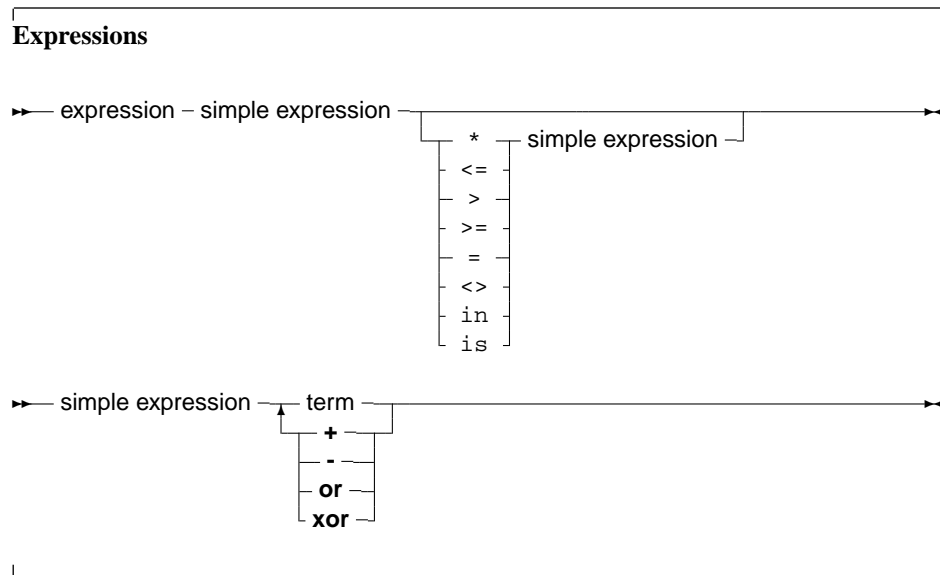 Expressions
expression simple expression
* simple expression
<=
>
>=
=
<>
in
is
simple expression term
+
-
or
xor